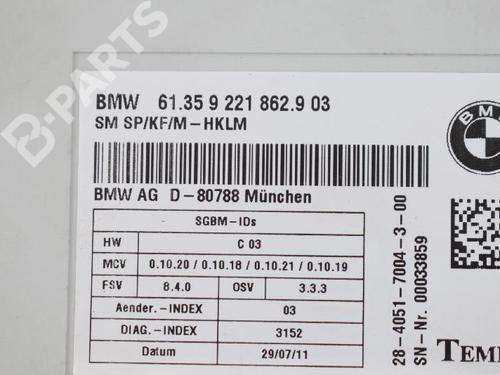 B-PARTS
BMW 61.35 9 221 862.9 03
SM SP/KF/M-HKLM
BMW AG D-80788 München
SGBM-IDs
HW C 03
MCV 0.10.20 / 0.10.18 / 0.10.21 / 0.10.19
FSV 8.4.0 OSV 3.3.3
Aender.-INDEX 03
DIAG.-INDEX 3152
Datum 29/07/11
28-4051-7004-3-00
SN-Nr. 00033859
BMW